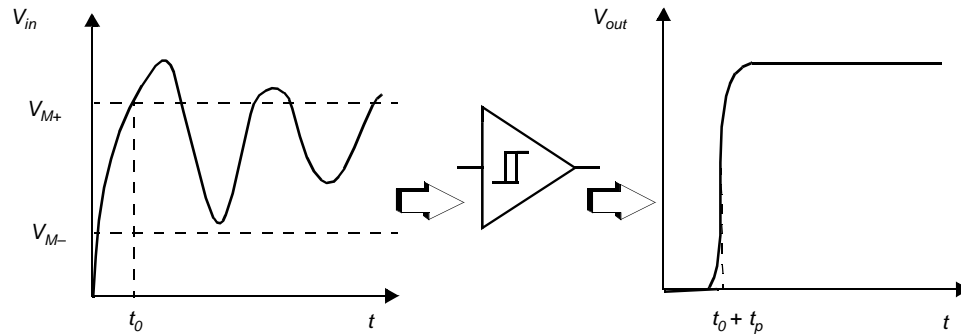 V_in
V_M+
V_M–
t_0
t
V_out
t_0 + t_p
t